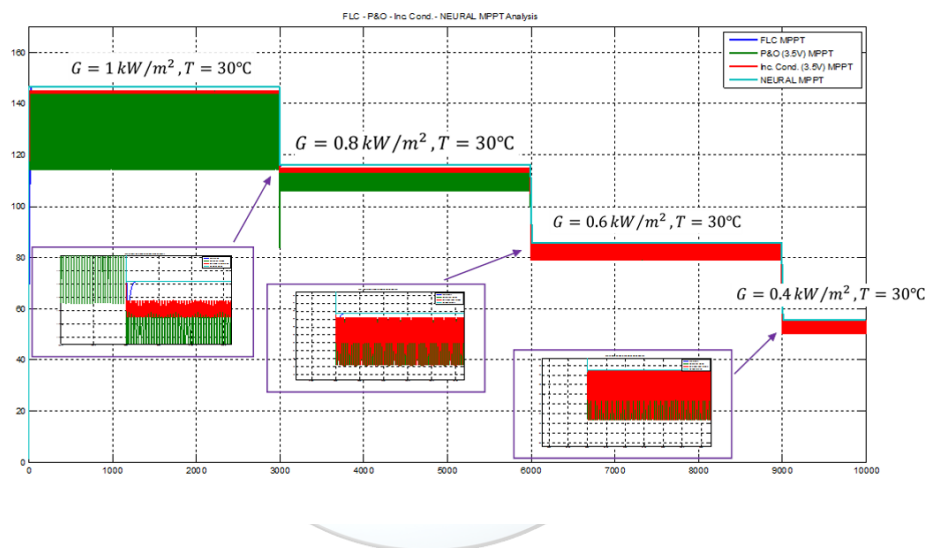 FLC - P&O - Inc. Cond. - NEURAL MPPT Analysis
FLC MPPT
P&O (3.5V) MPPT
Inc. Cond. (3.5V) MPPT
NEURAL MPPT
G = 1 kW/m², T = 30℃
G = 0.8 kW/m², T = 30℃
G = 0.6 kW/m², T = 30℃
G = 0.4 kW/m², T = 30℃
160
140
120
100
80
60
40
20
0
0 1000 2000 3000 4000 5000 6000 7000 8000 9000 10000